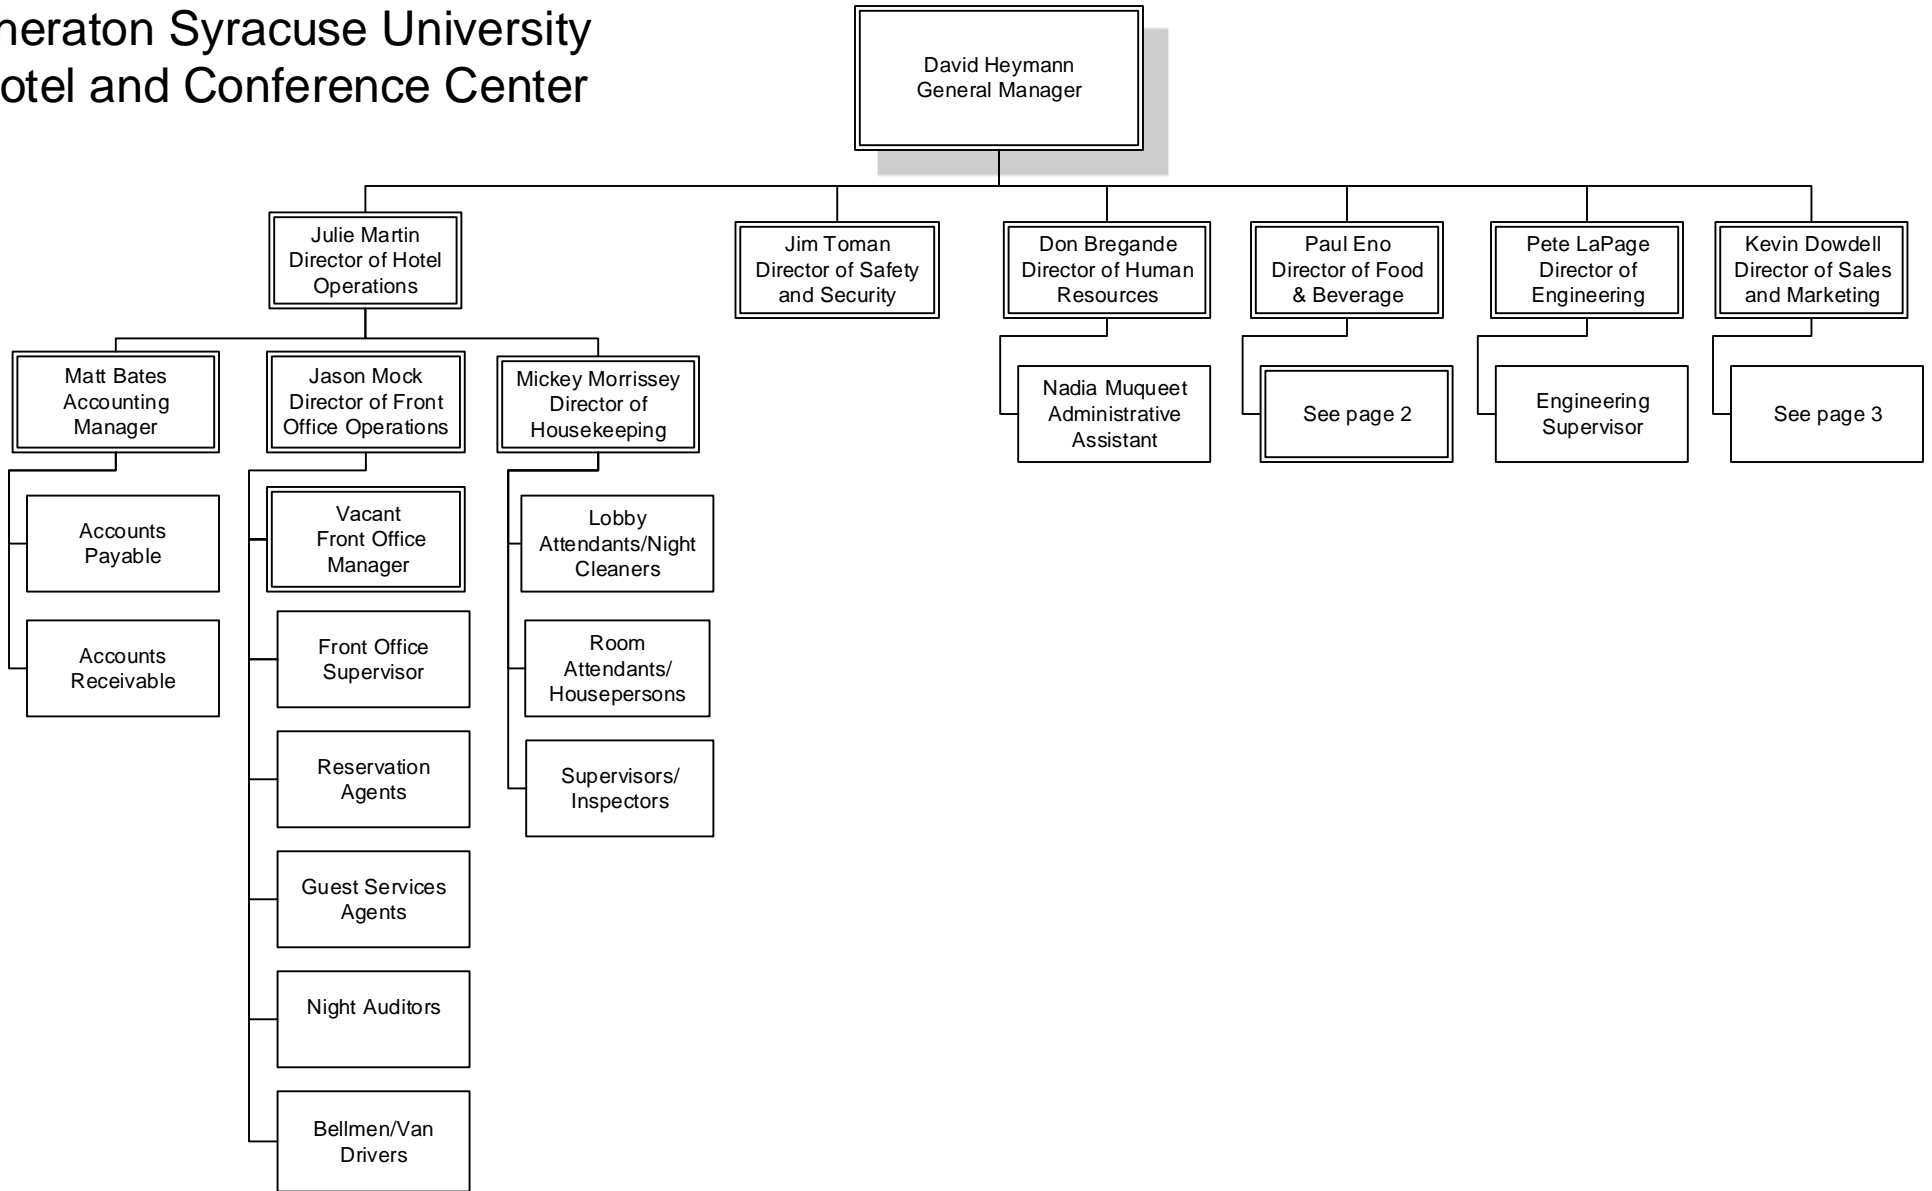 heraton Syracuse University
otel and Conference Center
David Heymann
General Manager
Julie Martin
Director of Hotel
Operations
Jim Toman
Director of Safety
and Security
Don Bregande
Director of Human
Resources
Paul Eno
Director of Food
& Beverage
Pete LaPage
Director of
Engineering
Kevin Dowdell
Director of Sales
and Marketing
Matt Bates
Accounting
Manager
Jason Mock
Director of Front
Office Operations
Mickey Morrissey
Director of
Housekeeping
Nadia Muqueet
Administrative
Assistant
See page 2
Engineering
Supervisor
See page 3
Accounts
Payable
Accounts
Receivable
Vacant
Front Office
Manager
Front Office
Supervisor
Reservation
Agents
Guest Services
Agents
Night Auditors
Bellmen/Van
Drivers
Lobby
Attendants/Night
Cleaners
Room
Attendants/
Housepersons
Supervisors/
Inspectors